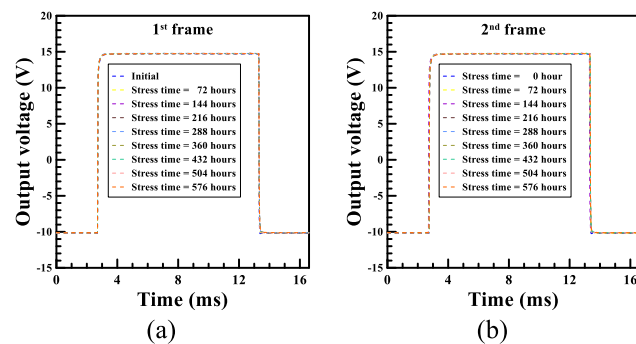 1st frame
Output voltage (V)
20
15
10
5
0
-5
-10
-15
Initial
Stress time = 72 hours
Stress time = 144 hours
Stress time = 216 hours
Stress time = 288 hours
Stress time = 360 hours
Stress time = 432 hours
Stress time = 504 hours
Stress time = 576 hours
0 4 8 12 16
Time (ms)
(a)
2nd frame
Output voltage (V)
20
15
10
5
0
-5
-10
-15
Stress time = 0 hour
Stress time = 72 hours
Stress time = 144 hours
Stress time = 216 hours
Stress time = 288 hours
Stress time = 360 hours
Stress time = 432 hours
Stress time = 504 hours
Stress time = 576 hours
0 4 8 12 16
Time (ms)
(b)